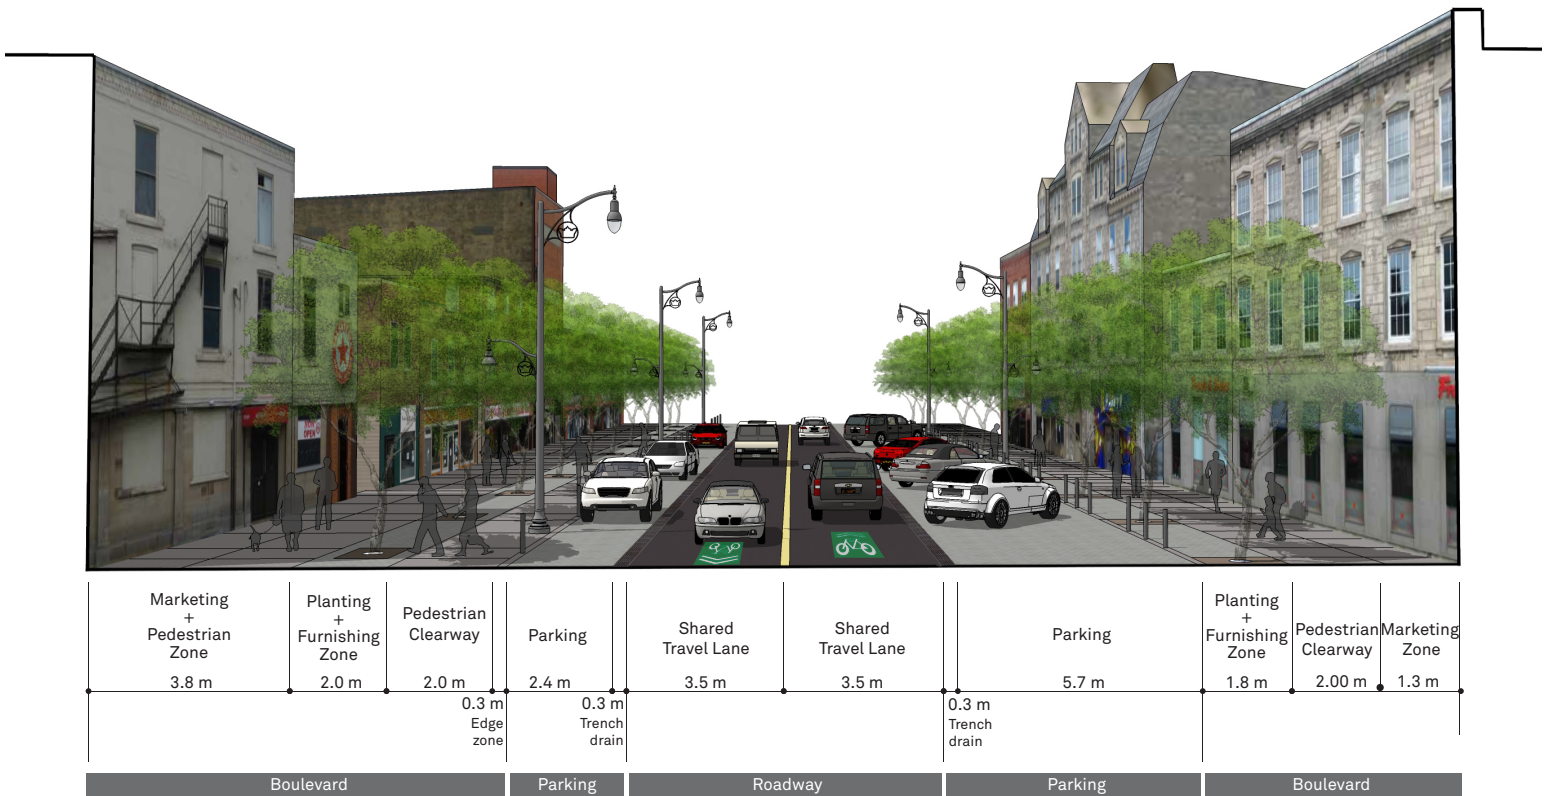 NOW
OPEN
Marketing
+
Pedestrian
Zone
3.8 m
Planting
+
Furnishing
Zone
2.0 m
Pedestrian
Clearway
2.0 m
0.3 m
Edge
zone
Parking
2.4 m
0.3 m
Trench
drain
Shared
Travel Lane
3.5 m
Shared
Travel Lane
3.5 m
0.3 m
Trench
drain
Parking
5.7 m
Planting
+
Furnishing
Zone
1.8 m
Pedestrian
Clearway
2.00 m
Marketing
Zone
1.3 m
Boulevard
Parking
Roadway
Parking
Boulevard